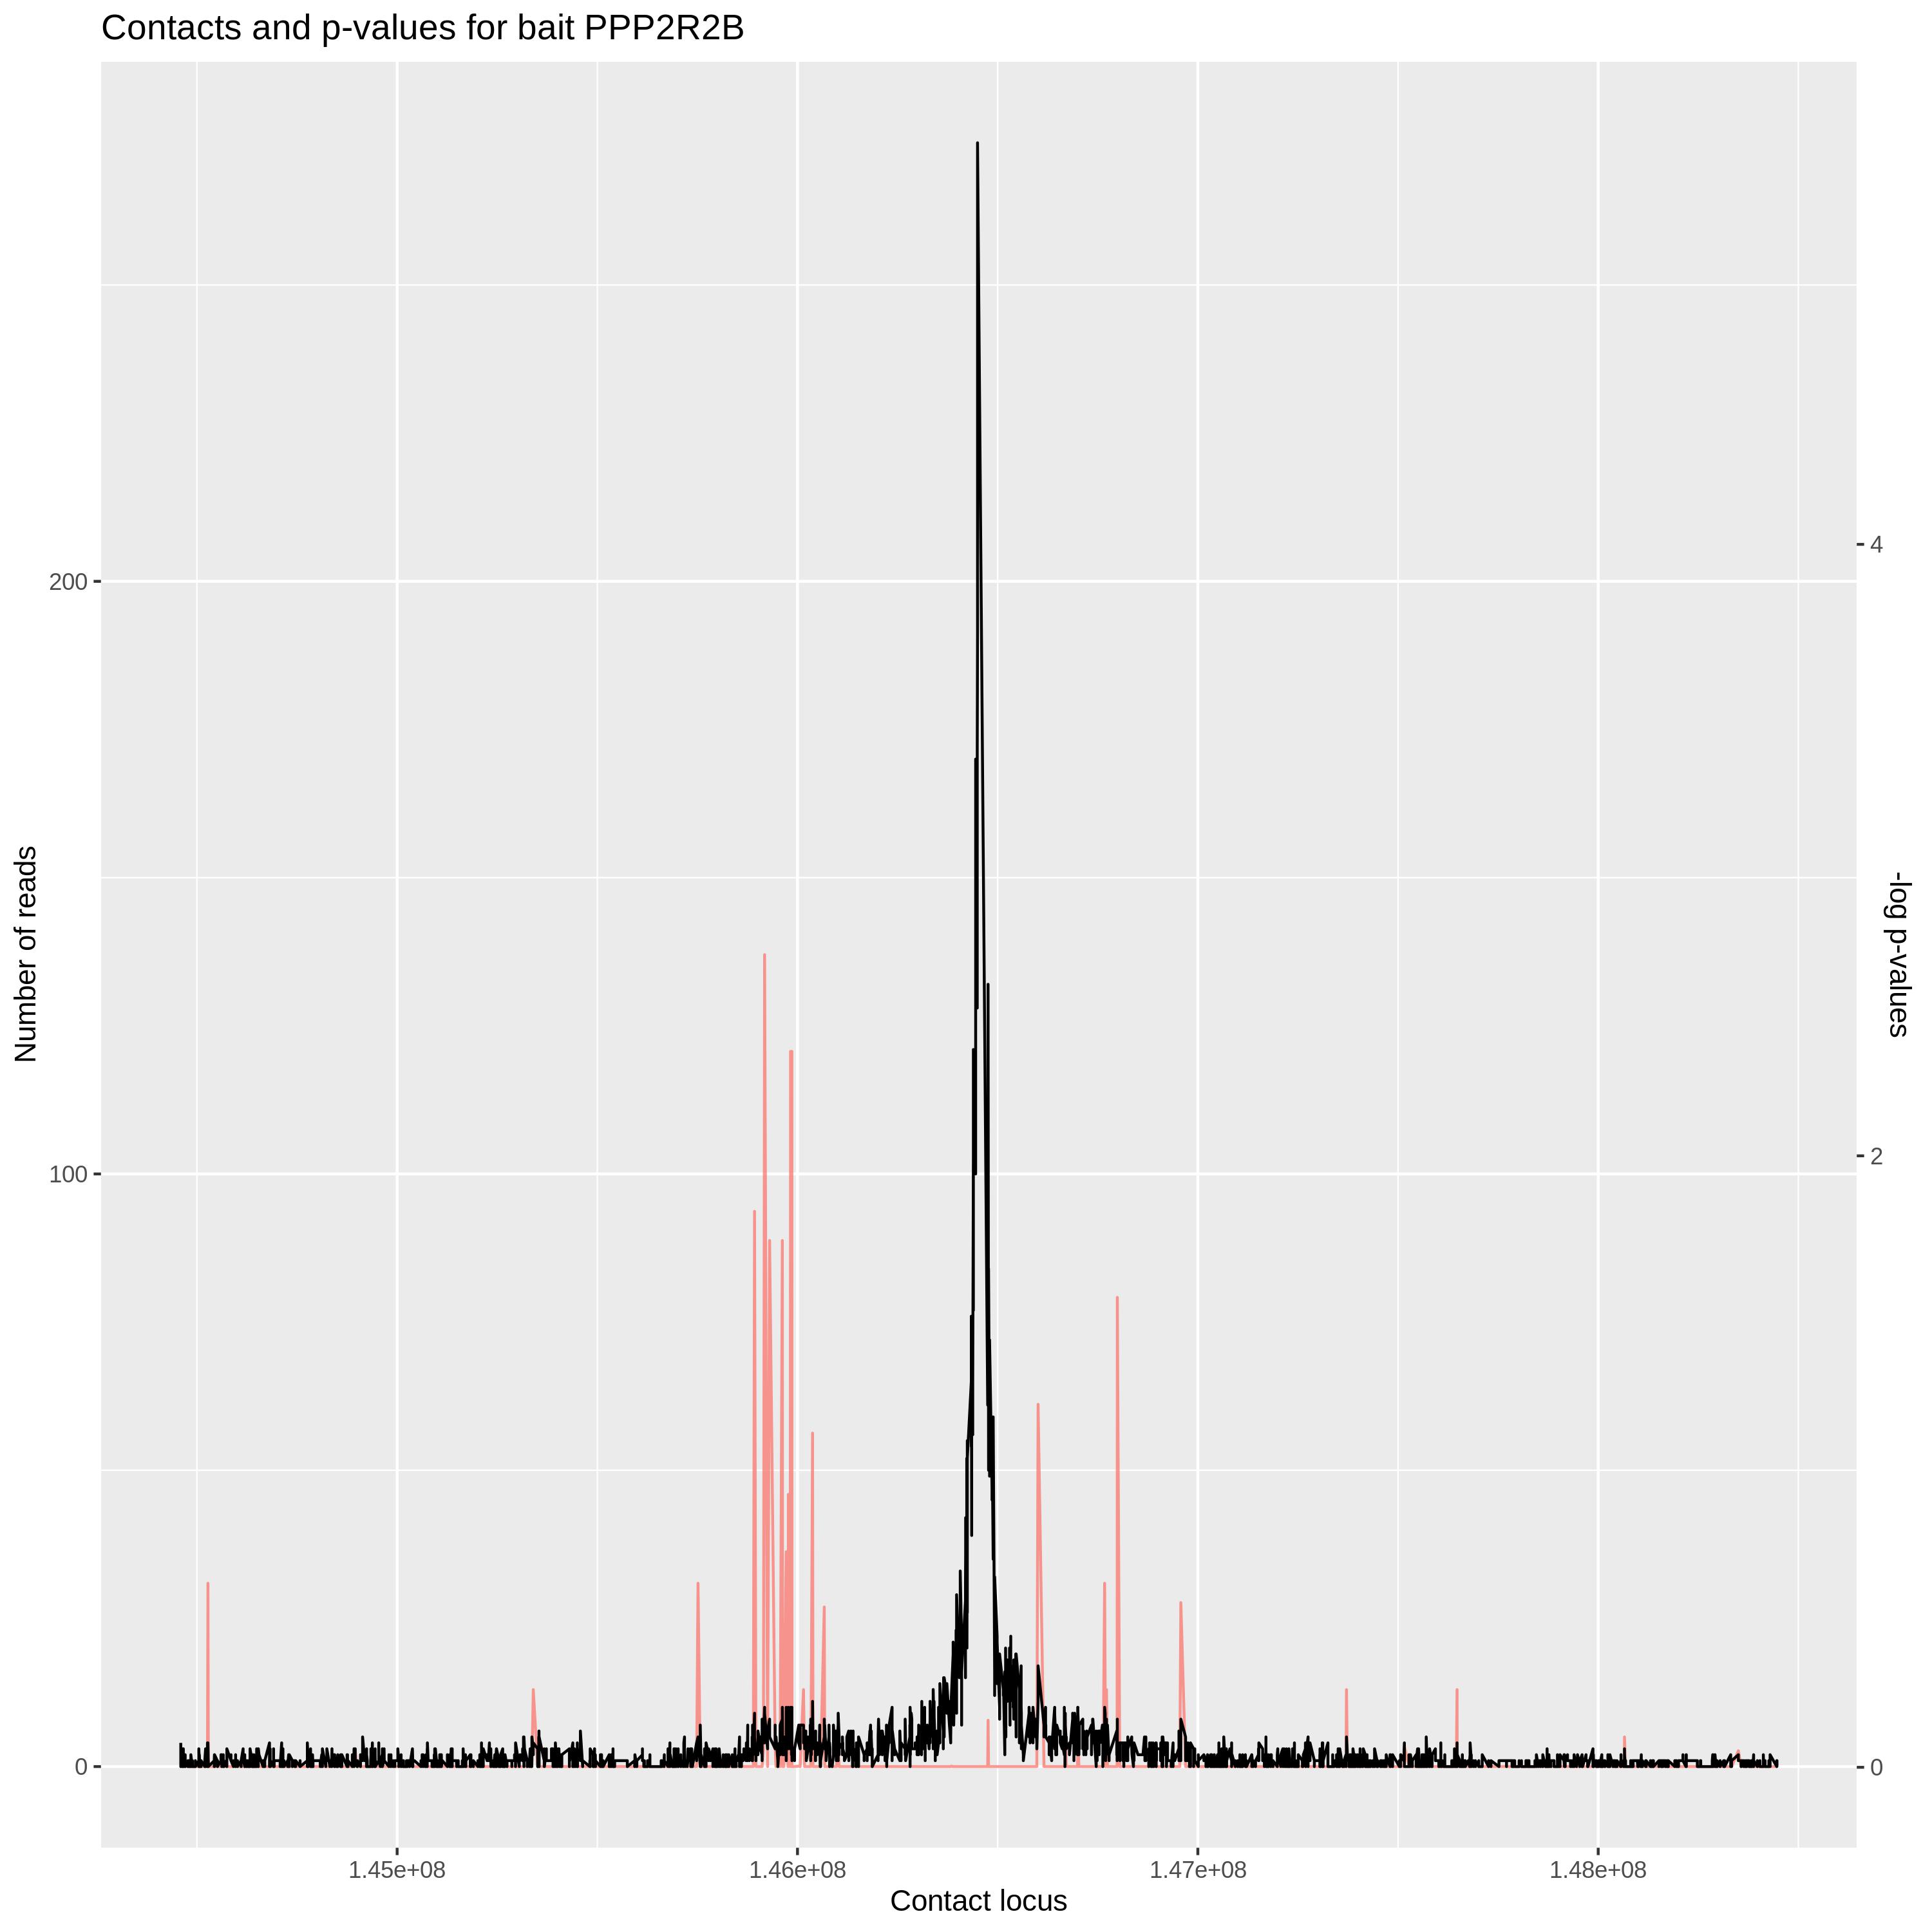 Contacts and p-values for bait PPP2R2B
Number of reads
200
100
0
4
2
0
-log p-values
1.45e+08
1.46e+08
1.47e+08
1.48e+08
Contact locus